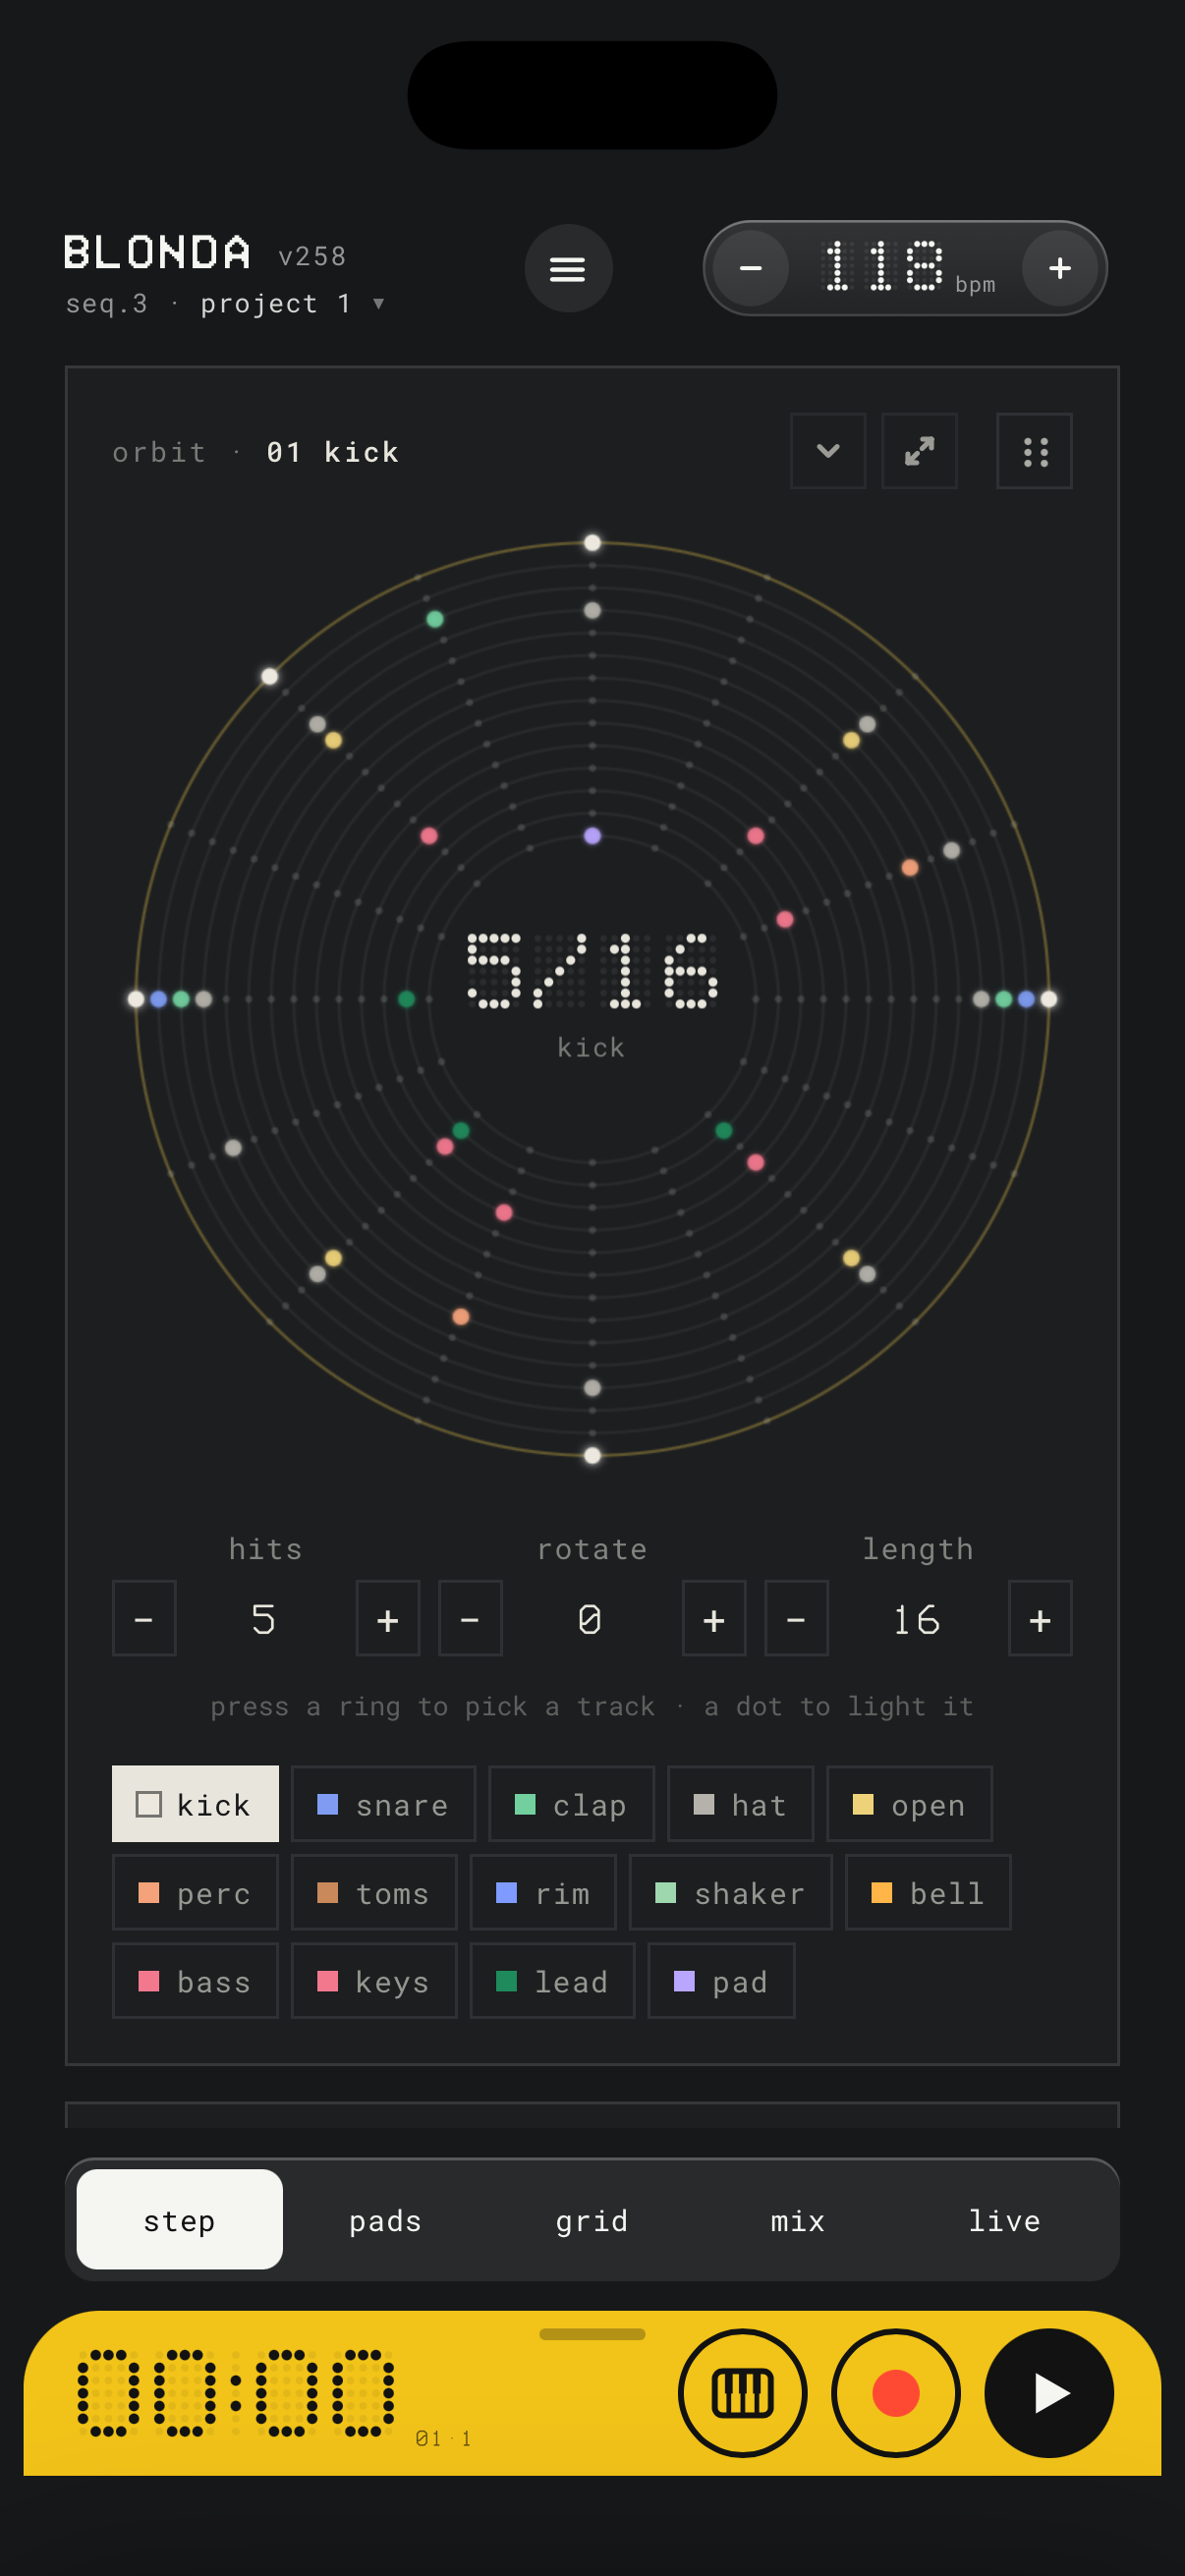 BLONDA v258
seq.3 · project 1 ▼
− 118 bpm +
orbit · 01 kick
5/16
kick
hits rotate length
- 5 + - 0 + - 16 +
press a ring to pick a track · a dot to light it
kick snare clap hat open
perc toms rim shaker bell
bass keys lead pad
step pads grid mix live
00:00 01·1